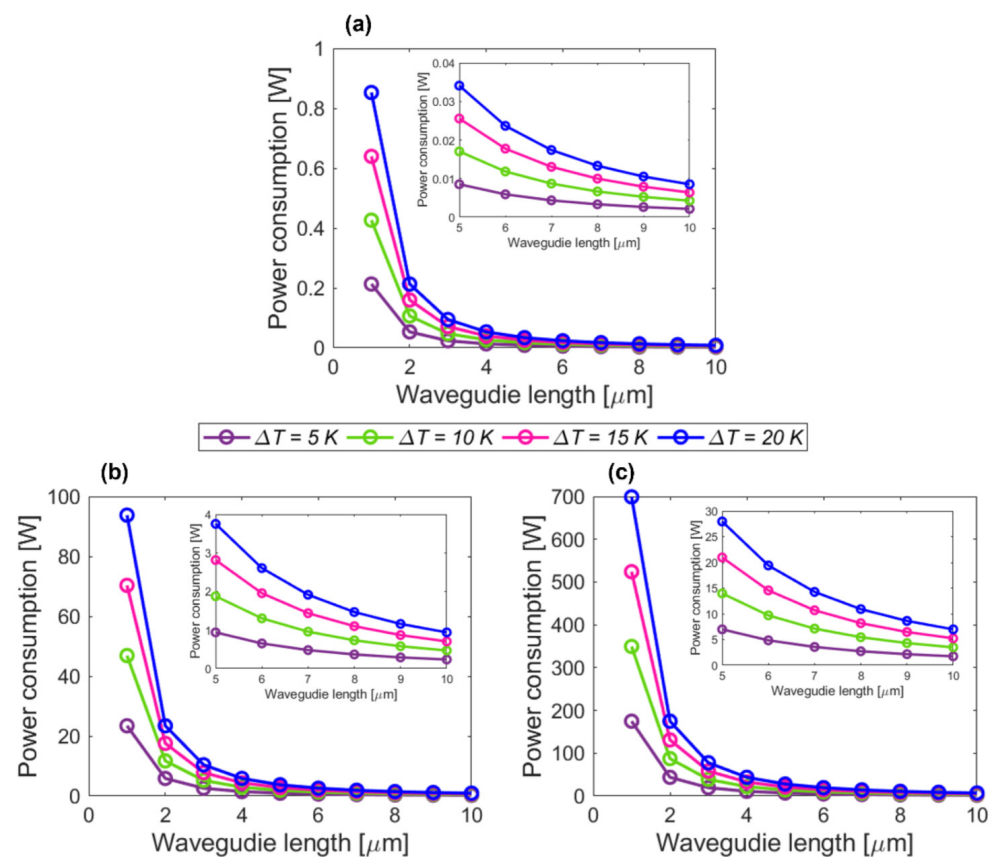 (a)
Power consumption [W]
1
0.8
0.6
0.4
0.2
0
0 2 4 6 8 10
Wavegudie length [μm]
Power consumption [W]
0.04
0.03
0.02
0.01
0
5 6 7 8 9 10
Wavegudie length [μm]
ΔT = 5 K ΔT = 10 K ΔT = 15 K ΔT = 20 K
(b)
Power consumption [W]
100
80
60
40
20
0
0 2 4 6 8 10
Wavegudie length [μm]
Power consumption [W]
4
3
2
1
0
5 6 7 8 9 10
Wavegudie length [μm]
(c)
Power consumption [W]
700
600
500
400
300
200
100
0
0 2 4 6 8 10
Wavegudie length [μm]
Power consumption [W]
30
25
20
15
10
5
0
5 6 7 8 9 10
Wavegudie length [μm]